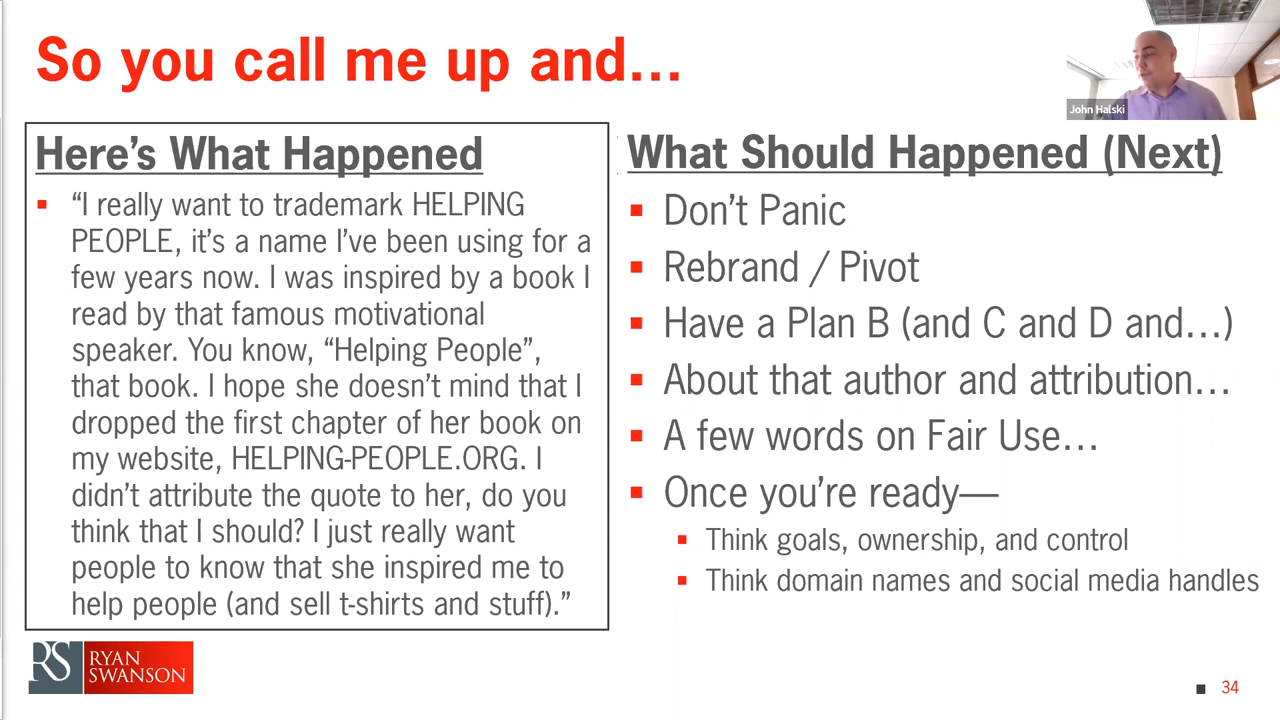 So you call me up and…
John Halski
Here’s What Happened
▪ “I really want to trademark HELPING
PEOPLE, it’s a name I’ve been using for a
few years now. I was inspired by a book I
read by that famous motivational
speaker. You know, “Helping People”,
that book. I hope she doesn’t mind that I
dropped the first chapter of her book on
my website, HELPING-PEOPLE.ORG. I
didn’t attribute the quote to her, do you
think that I should? I just really want
people to know that she inspired me to
help people (and sell t-shirts and stuff).”
What Should Happened (Next)
▪ Don’t Panic
▪ Rebrand / Pivot
▪ Have a Plan B (and C and D and…)
▪ About that author and attribution…
▪ A few words on Fair Use…
▪ Once you’re ready—
▪ Think goals, ownership, and control
▪ Think domain names and social media handles
RS RYAN
SWANSON
▪ 34